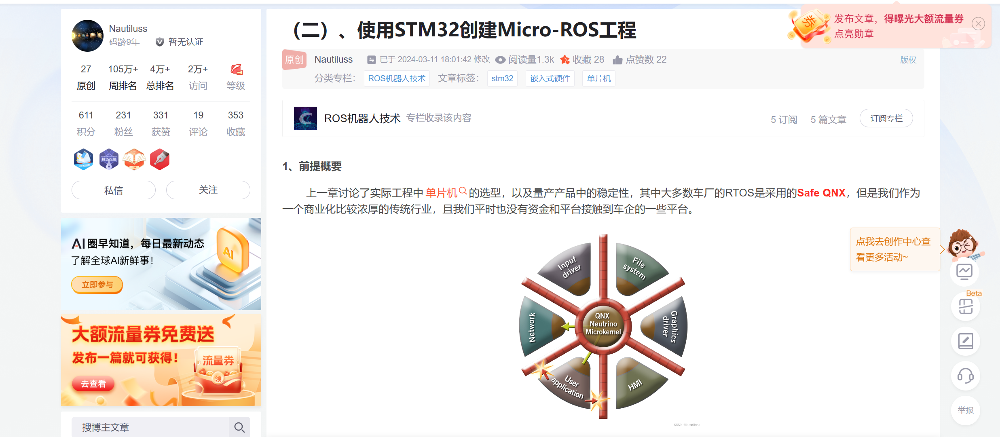 Nautiluss
码龄9年
暂无认证
27
105万+
4万+
2万+
原创
周排名
总排名
访问
等级
611
231
331
19
353
积分
粉丝
获赞
评论
收藏
持之以恒
私信
关注
AI圈早知道，每日最新动态
了解全球AI新鲜事！
AI
立即参与
大额流量券免费送
发布一篇就可获得！
流量券
领
去查看
搜博主文章
（二）、使用STM32创建Micro-ROS工程
原创
Nautiluss
已于 2024-03-11 18:01:42 修改
阅读量1.3k
收藏 28
点赞数 22
版权
分类专栏：
ROS机器人技术
文章标签：
stm32
嵌入式硬件
单片机
C
ROS机器人技术
专栏收录该内容
5 订阅
5 篇文章
订阅专栏
1、前提概要
上一章讨论了实际工程中单片机的选型，以及量产产品中的稳定性，其中大多数车厂的RTOS是采用的Safe QNX，但是我们作为
一个商业化比较浓厚的传统行业，且我们平时也没有资金和平台接触到车企的一些平台。
Input
driver
File
system
Network
QNX
Neutrino
Microkernel
Graphics
driver
User
application
HMI
CSDN @Nautiluss
券
发布文章，得曝光大额流量券
点亮勋章
点我去创作中心查
看更多活动~
Beta
举报